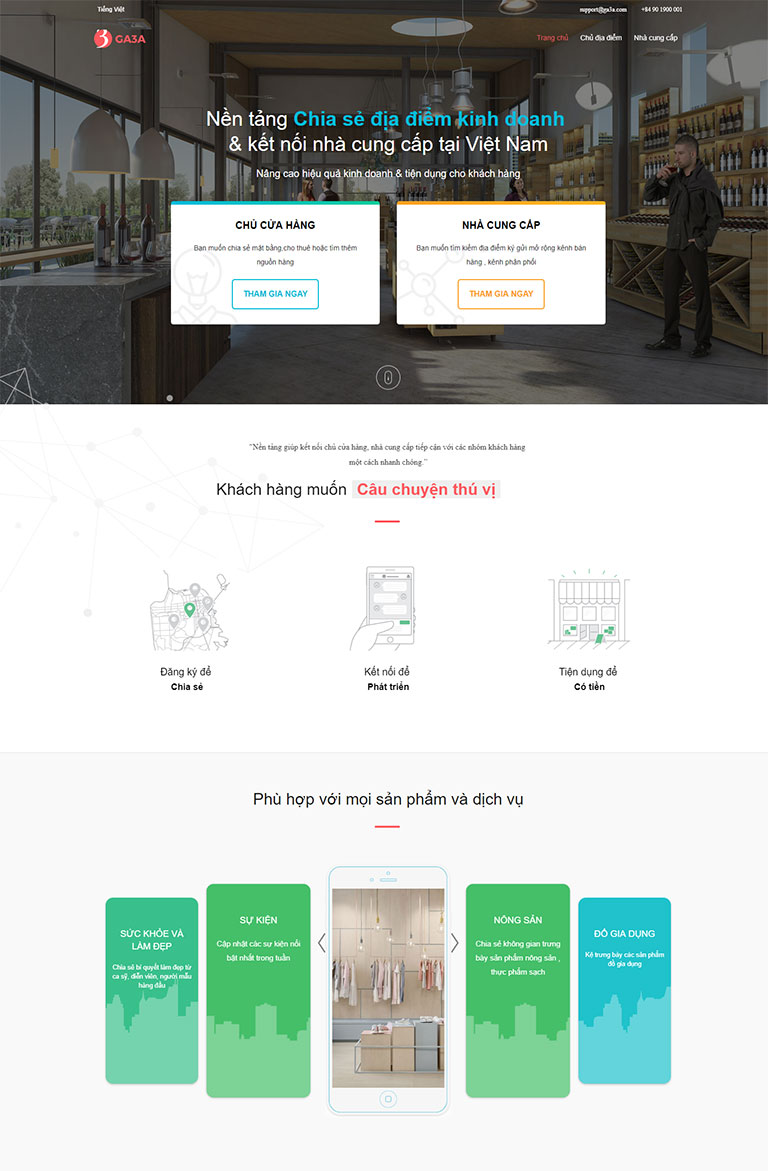 Tiếng Việt
support@ga3a.com
+84 90 1900 001
GA3A
Trang chủ
Chủ địa điểm
Nhà cung cấp
Nền tảng Chia sẻ địa điểm kinh doanh
& kết nối nhà cung cấp tại Việt Nam
Nâng cao hiệu quả kinh doanh & tiện dụng cho khách hàng
CHỦ CỬA HÀNG
Bạn muốn chia sẻ mặt bằng,cho thuê hoặc tìm thêm
nguồn hàng
THAM GIA NGAY
NHÀ CUNG CẤP
Bạn muốn tìm kiếm địa điểm ký gửi mở rộng kênh bán
hàng , kênh phân phối
THAM GIA NGAY
"Nền tảng giúp kết nối chủ cửa hàng, nhà cung cấp tiếp cận với các nhóm khách hàng
một cách nhanh chóng."
Khách hàng muốn Câu chuyện thú vị
Đăng ký để
Chia sẻ
Kết nối để
Phát triển
Tiện dụng để
Có tiền
Phù hợp với mọi sản phẩm và dịch vụ
SỨC KHỎE VÀ
LÀM ĐẸP
Chia sẻ bí quyết làm đẹp từ
ca sỹ, diễn viên, người mẫu
hàng đầu
SỰ KIỆN
Cập nhật các sự kiện nổi
bật nhất trong tuần
NÔNG SẢN
Chia sẻ không gian trưng
bày sản phẩm nông sản ,
thực phẩm sạch
ĐỒ GIA DỤNG
Kệ trưng bày các sản phẩm
đồ gia dụng